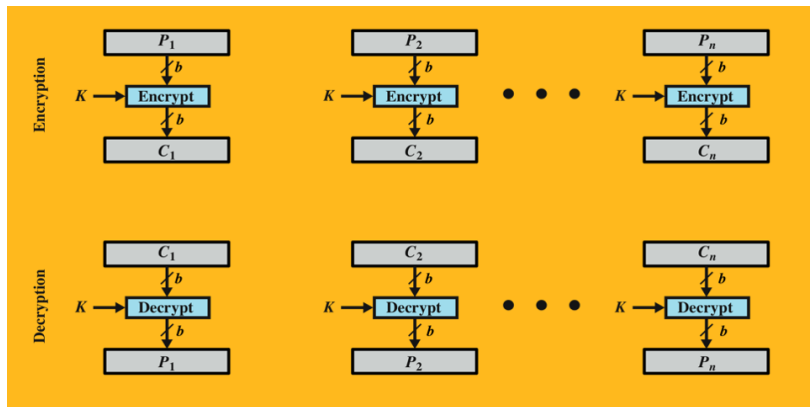 Encryption
P1 P2 Pn
b b b
K Encrypt K Encrypt K Encrypt
b b b
C1 C2 Cn
Decryption
C1 C2 Cn
b b b
K Decrypt K Decrypt K Decrypt
b b b
P1 P2 Pn